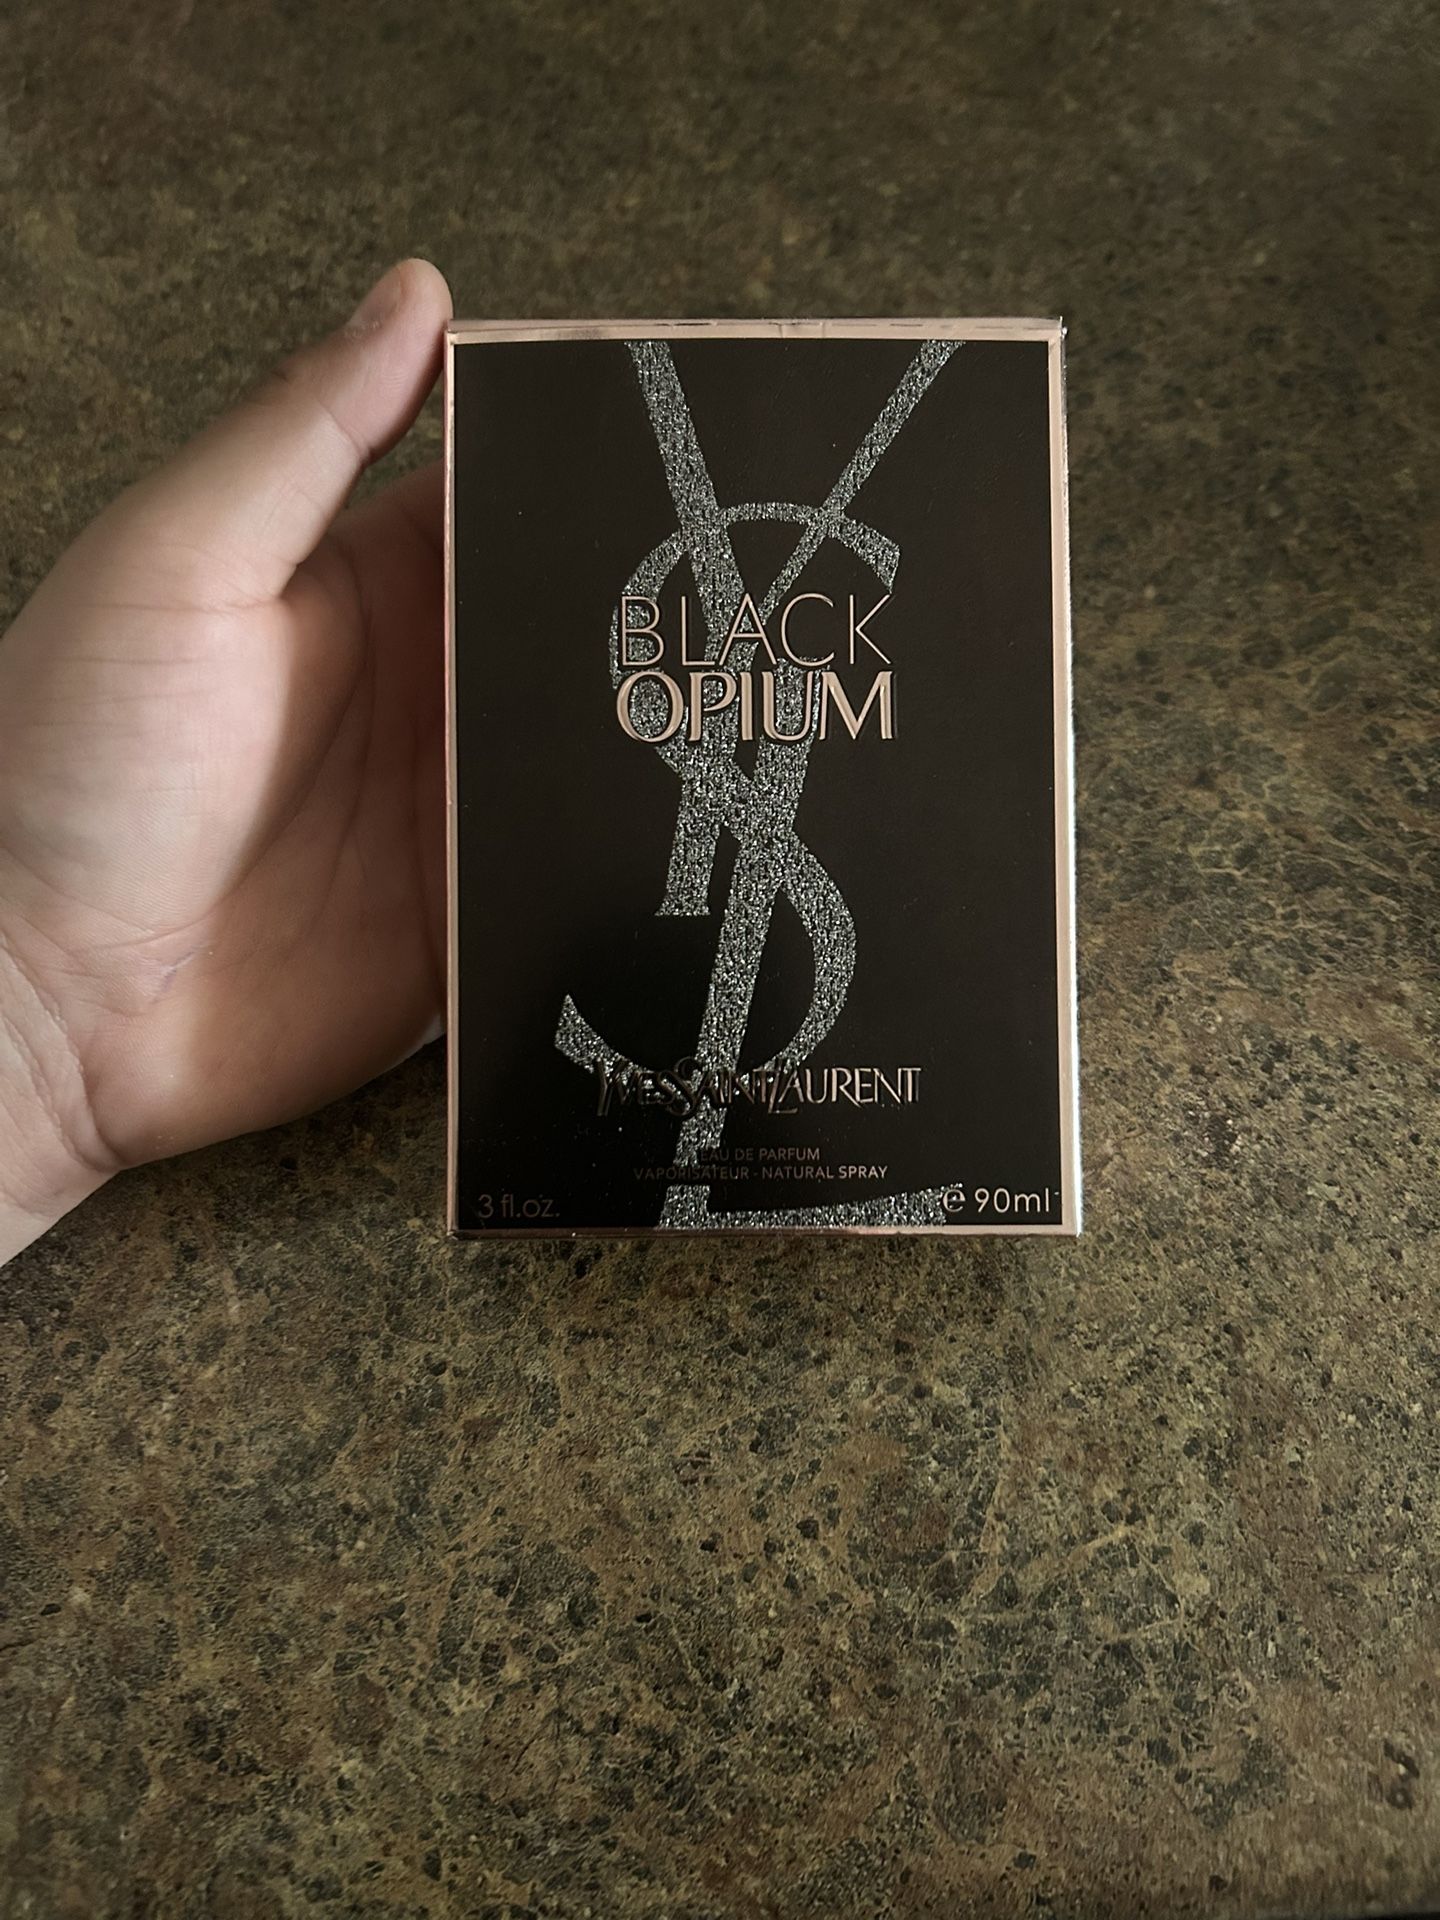 BLACK
OPIUM
YVESSAINTLAURENT
EAU DE PARFUM
VAPORISATEUR - NATURAL SPRAY
3 fl.oz. ℮ 90ml